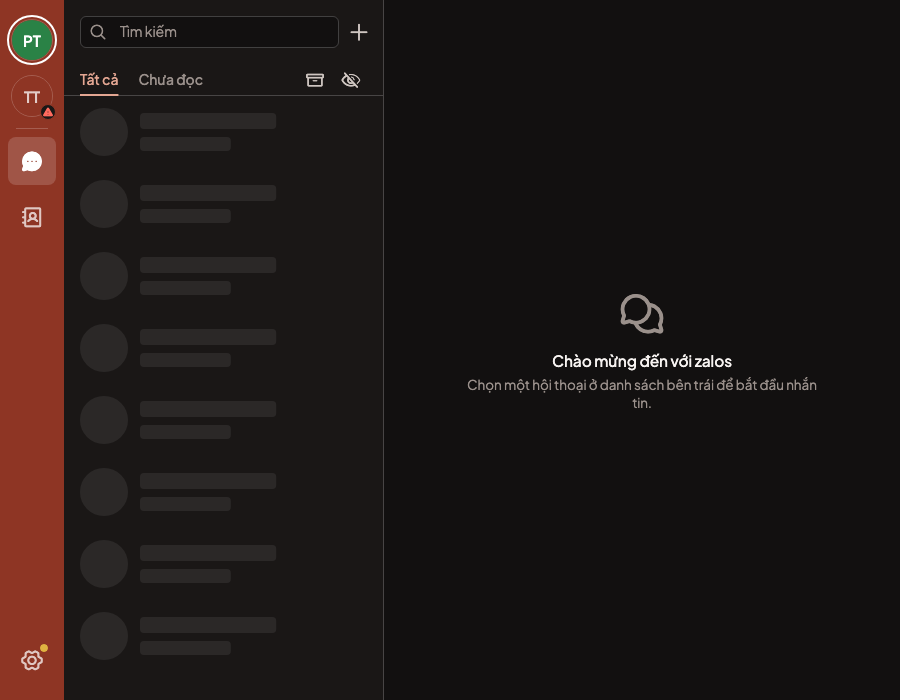 PT
Tìm kiếm
TT
Tất cả
Chưa đọc
Chào mừng đến với zalos
Chọn một hội thoại ở danh sách bên trái để bắt đầu nhắn
tin.